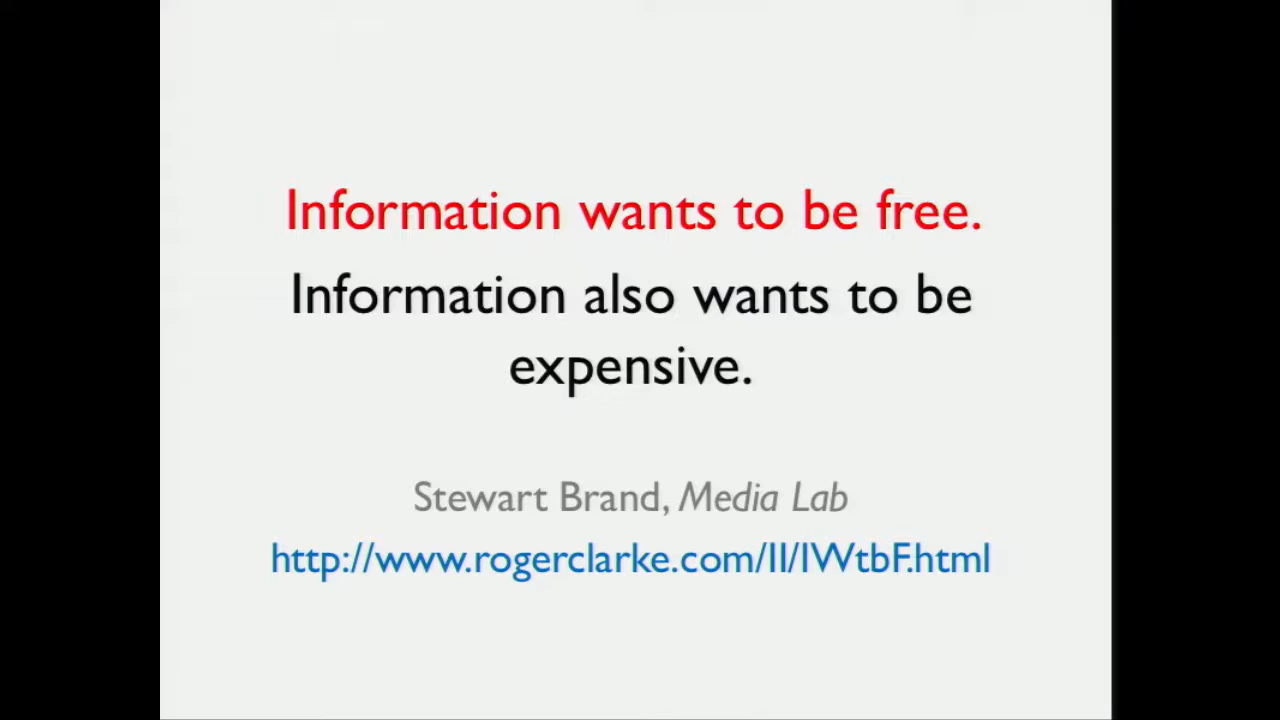 Information wants to be free.
Information also wants to be
expensive.
Stewart Brand, Media Lab
http://www.rogerclarke.com/II/IWtbF.html